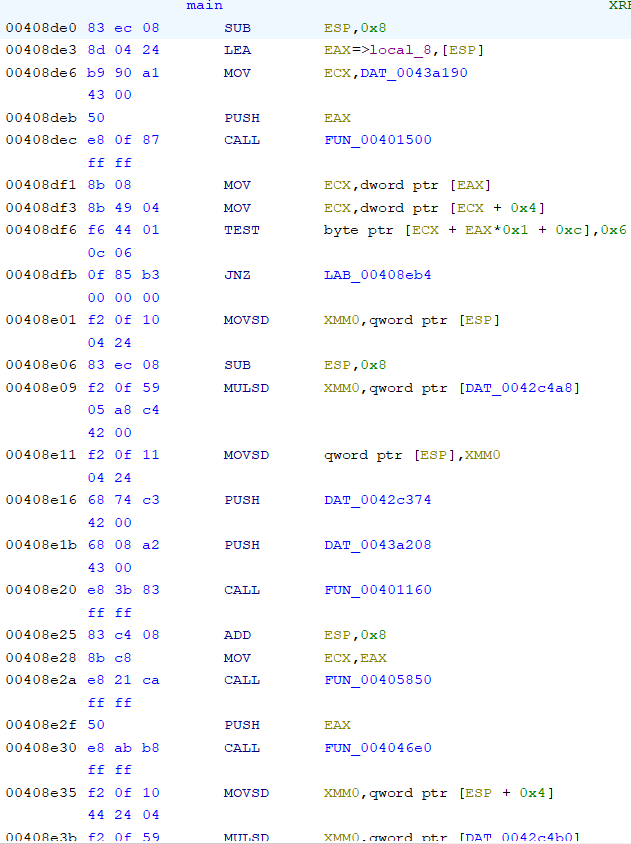 main XRE
00408de0 83 ec 08 SUB ESP,0x8
00408de3 8d 04 24 LEA EAX=>local_8,[ESP]
00408de6 b9 90 a1 MOV ECX,DAT_0043a190
43 00
00408deb 50 PUSH EAX
00408dec e8 0f 87 CALL FUN_00401500
ff ff
00408df1 8b 08 MOV ECX,dword ptr [EAX]
00408df3 8b 49 04 MOV ECX,dword ptr [ECX + 0x4]
00408df6 f6 44 01 TEST byte ptr [ECX + EAX*0x1 + 0xc],0x6
0c 06
00408dfb 0f 85 b3 JNZ LAB_00408eb4
00 00 00
00408e01 f2 0f 10 MOVSD XMM0,qword ptr [ESP]
04 24
00408e06 83 ec 08 SUB ESP,0x8
00408e09 f2 0f 59 MULSD XMM0,qword ptr [DAT_0042c4a8]
05 a8 c4
42 00
00408e11 f2 0f 11 MOVSD qword ptr [ESP],XMM0
04 24
00408e16 68 74 c3 PUSH DAT_0042c374
42 00
00408e1b 68 08 a2 PUSH DAT_0043a208
43 00
00408e20 e8 3b 83 CALL FUN_00401160
ff ff
00408e25 83 c4 08 ADD ESP,0x8
00408e28 8b c8 MOV ECX,EAX
00408e2a e8 21 ca CALL FUN_00405850
ff ff
00408e2f 50 PUSH EAX
00408e30 e8 ab b8 CALL FUN_004046e0
ff ff
00408e35 f2 0f 10 MOVSD XMM0,qword ptr [ESP + 0x4]
44 24 04
00408e3b f2 0f 59 MULSD XMM0,qword ptr [DAT_0042c4b0]